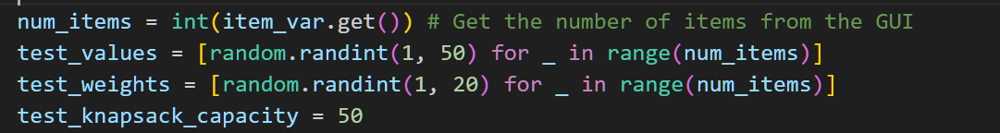 num_items = int(item_var.get()) # Get the number of items from the GUI
test_values = [random.randint(1, 50) for _ in range(num_items)]
test_weights = [random.randint(1, 20) for _ in range(num_items)]
test_knapsack_capacity = 50